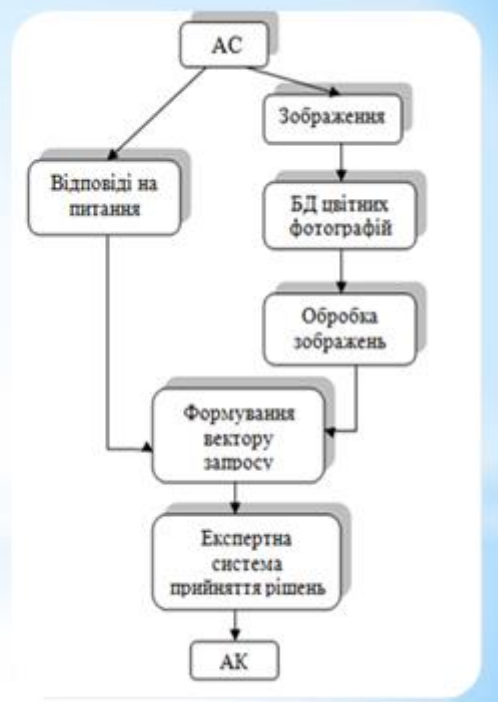 АС
Зображення
Відповіді на
питання
БД цвітних
фотографій
Обробка
зображень
Формування
вектору
запросу
Експертна
система
прийняття рішень
АК